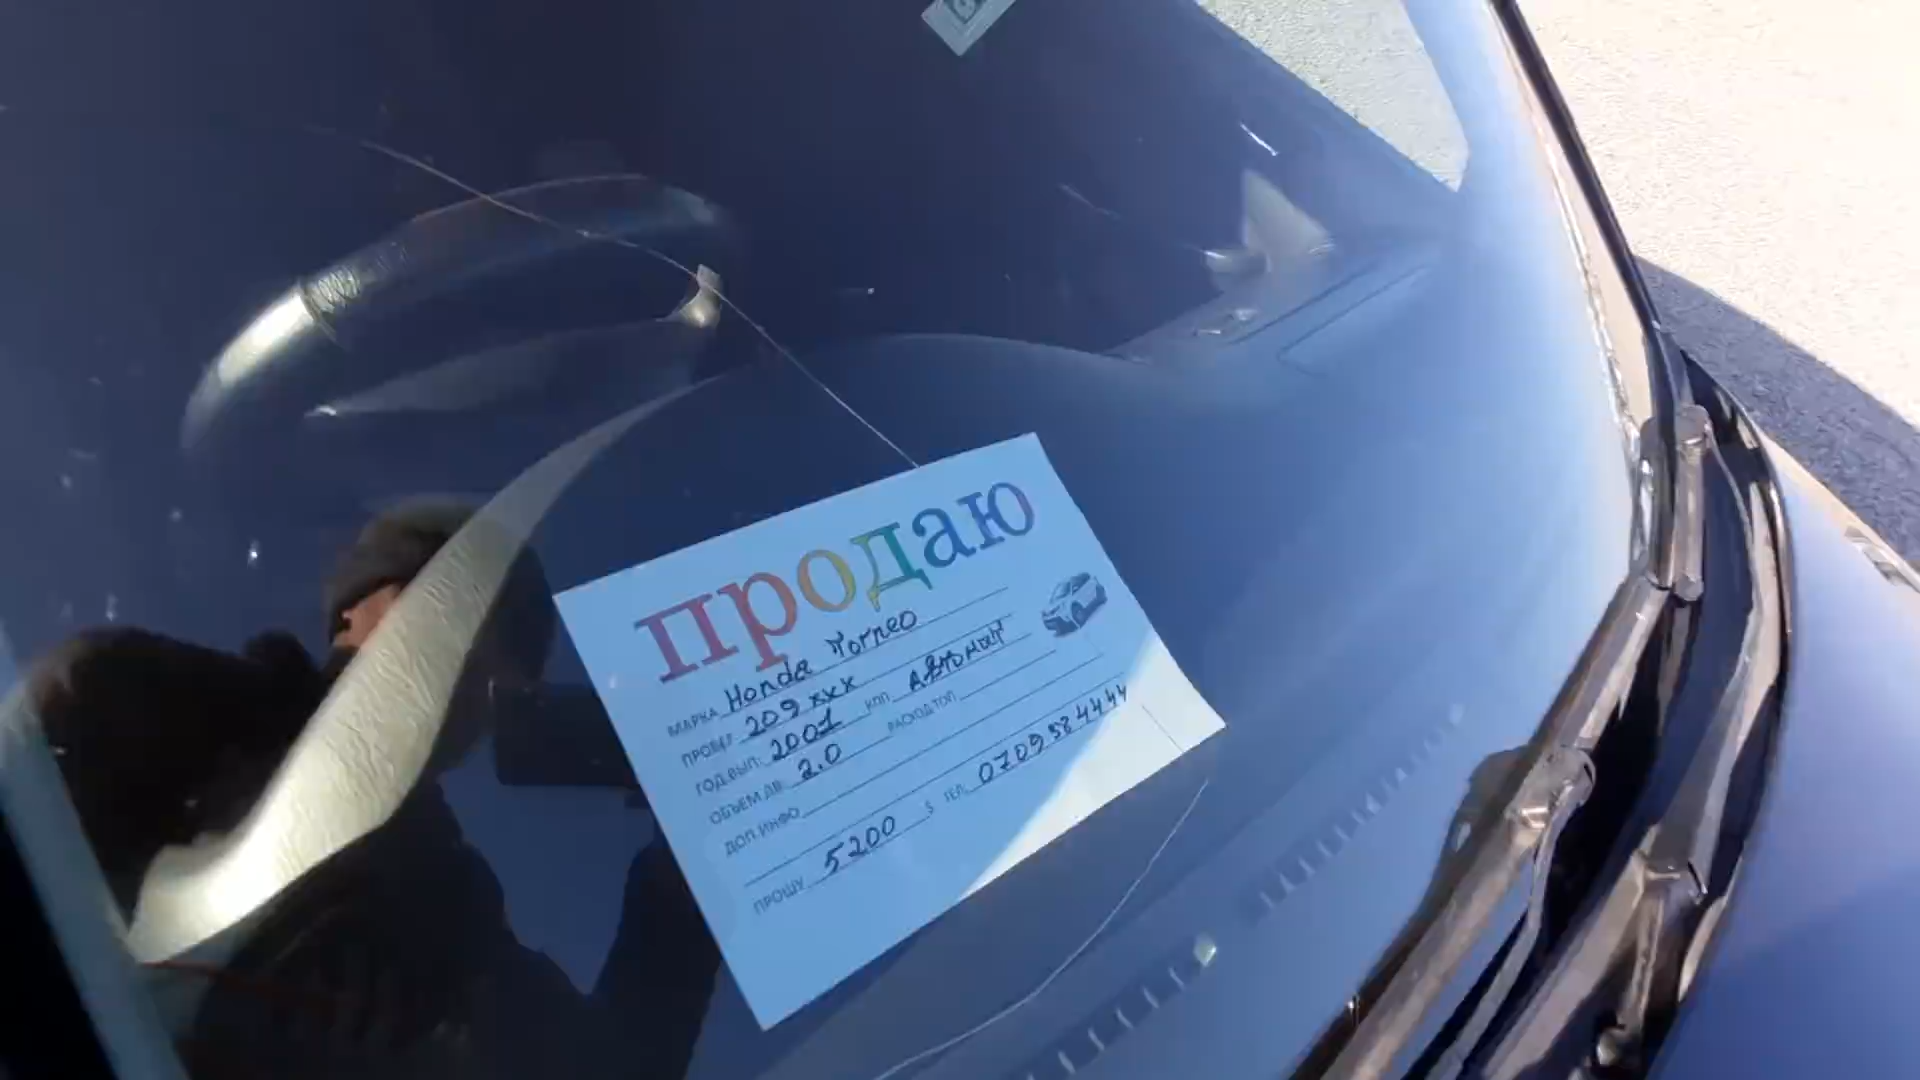 продаю
МАРКА Honda Torneo
ПРОБЕГ 209 xxx
ГОД ВЫП. 2001 КПП Автомат
ОБЪЕМ ДВ. 2.0 РАСХОД ТОП.
ДОП.ИНФО
ПРОШУ 5200 $ ТЕЛ. 0709584444